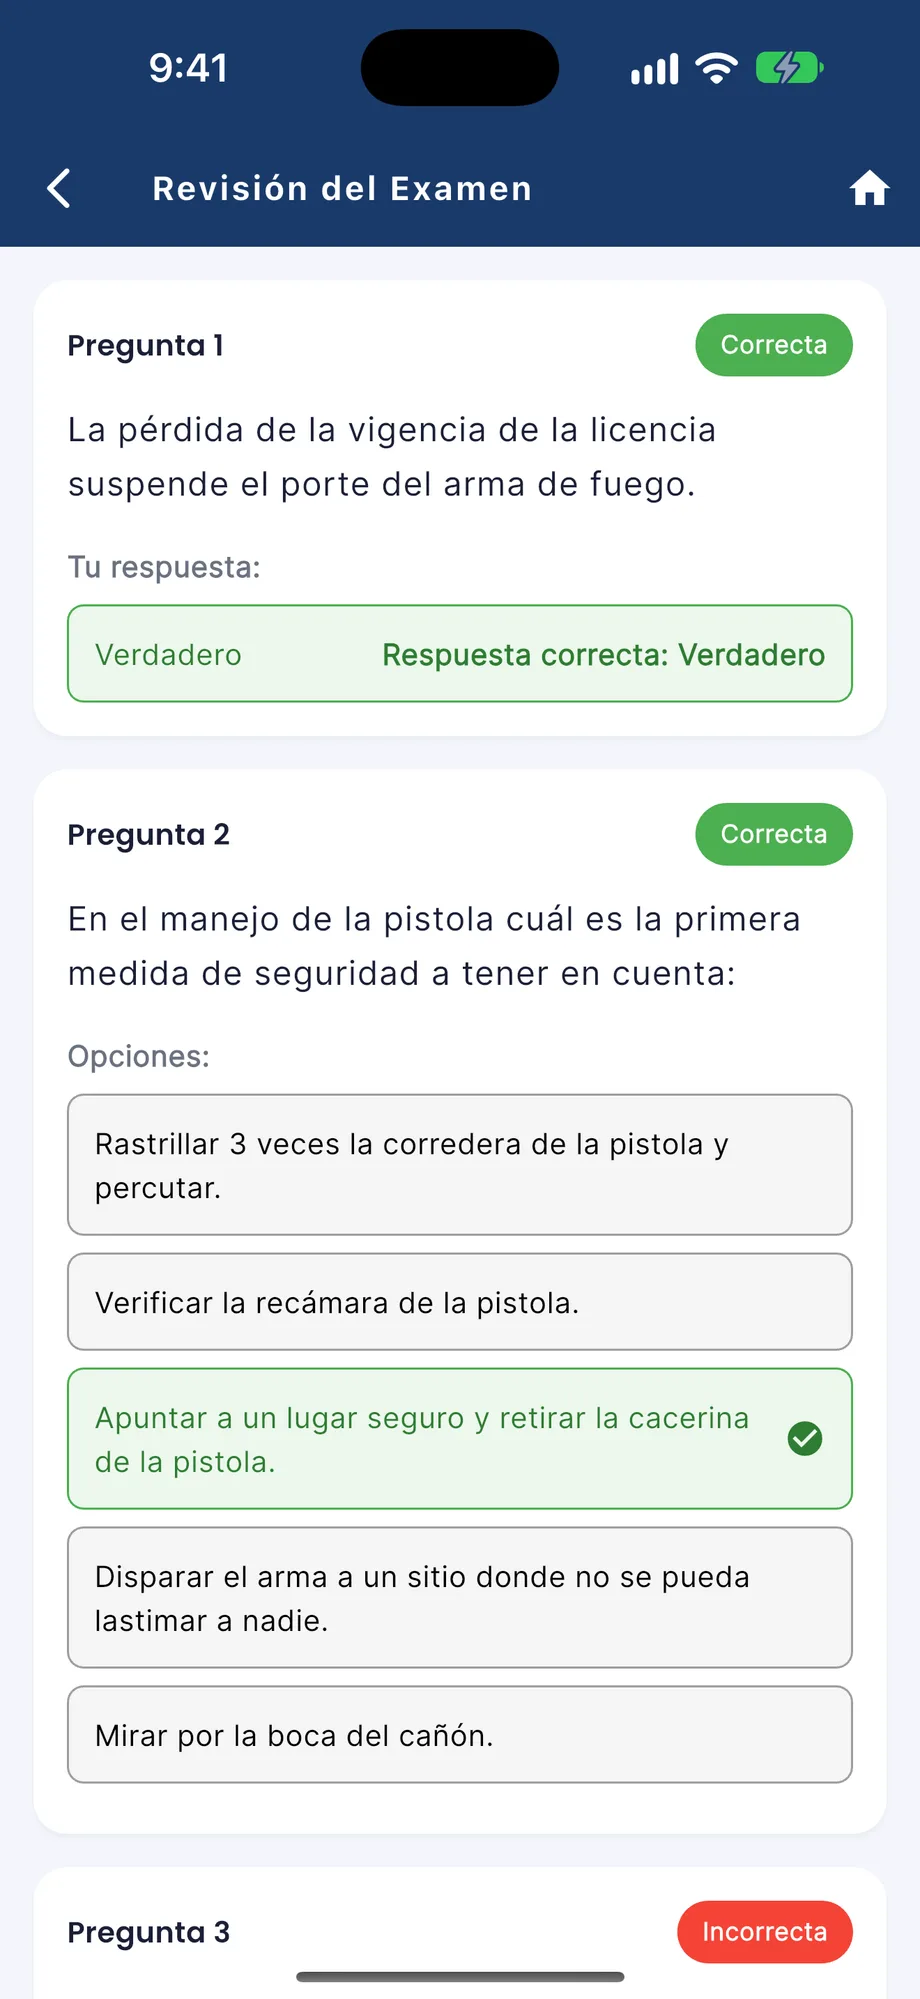 9:41
Revisión del Examen
Pregunta 1
Correcta
La pérdida de la vigencia de la licencia
suspende el porte del arma de fuego.
Tu respuesta:
Verdadero
Respuesta correcta: Verdadero
Pregunta 2
Correcta
En el manejo de la pistola cuál es la primera
medida de seguridad a tener en cuenta:
Opciones:
Rastrillar 3 veces la corredera de la pistola y
percutar.
Verificar la recámara de la pistola.
Apuntar a un lugar seguro y retirar la cacerina
de la pistola.
Disparar el arma a un sitio donde no se pueda
lastimar a nadie.
Mirar por la boca del cañón.
Pregunta 3
Incorrecta